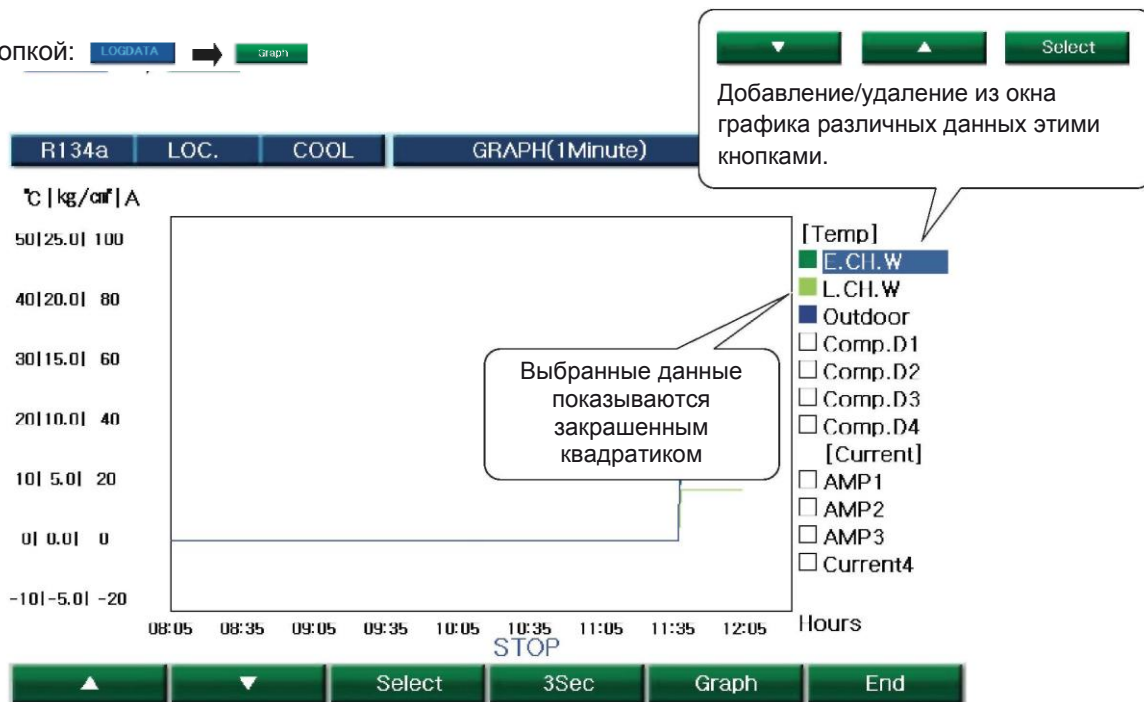 опкой: LOGDATA Graph
Select
Добавление/удаление из окна
графика различных данных этими
кнопками.
R134a LOC. COOL GRAPH(1Minute)
℃ | kg/㎠ | A
50|25.0| 100
40|20.0| 80
30|15.0| 60
20|10.0| 40
10| 5.0| 20
0| 0.0| 0
-10|-5.0| -20
Выбранные данные
показываются
закрашенным
квадратиком
[Temp]
E.CH.W
L.CH.W
Outdoor
Comp.D1
Comp.D2
Comp.D3
Comp.D4
[Current]
AMP1
AMP2
AMP3
Current4
08:05 08:35 09:05 09:35 10:05 10:35 11:05 11:35 12:05 Hours
STOP
Select 3Sec Graph End